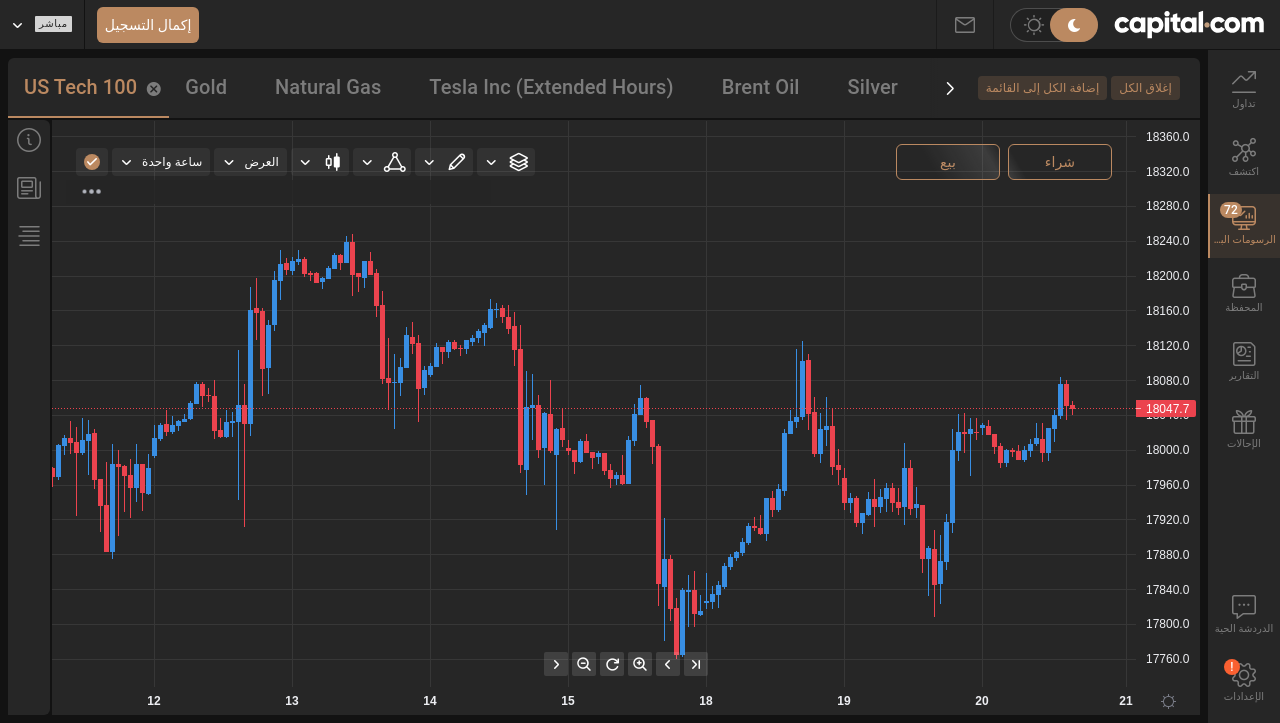 مباشر
إكمال التسجيل
capital.com
US Tech 100
Gold
Natural Gas
Tesla Inc (Extended Hours)
Brent Oil
Silver
إضافة الكل إلى القائمة
إغلاق الكل
ساعة واحدة
العرض
بيع
شراء
18360.0
18320.0
18280.0
18240.0
18200.0
18160.0
18120.0
18080.0
18047.7
18000.0
17960.0
17920.0
17880.0
17840.0
17800.0
17760.0
12
13
14
15
18
19
20
21
تداول
اكتشف
72
الرسومات الب...
المحفظة
التقارير
الإحالات
الدردشة الحية
!
الإعدادات